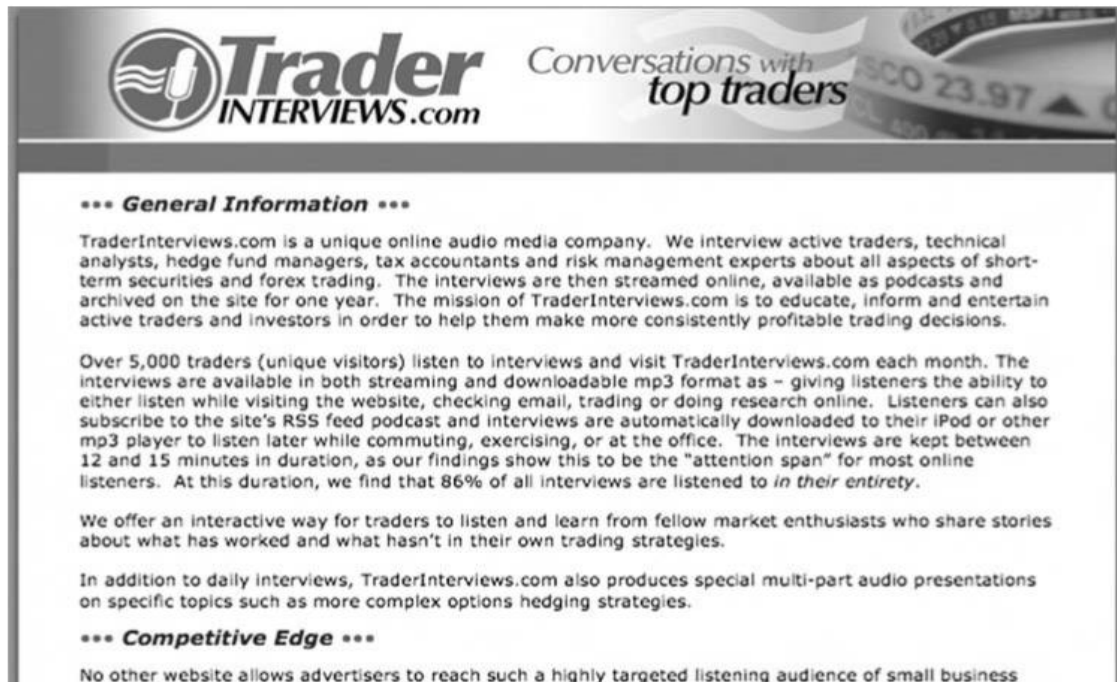 Trader
INTERVIEWS.com
Conversations with
top traders
SCO 23.97
••• General Information •••
TraderInterviews.com is a unique online audio media company.  We interview active traders, technical
analysts, hedge fund managers, tax accountants and risk management experts about all aspects of short-
term securities and forex trading.  The interviews are then streamed online, available as podcasts and
archived on the site for one year.  The mission of TraderInterviews.com is to educate, inform and entertain
active traders and investors in order to help them make more consistently profitable trading decisions.
Over 5,000 traders (unique visitors) listen to interviews and visit TraderInterviews.com each month. The
interviews are available in both streaming and downloadable mp3 format as – giving listeners the ability to
either listen while visiting the website, checking email, trading or doing research online.  Listeners can also
subscribe to the site's RSS feed podcast and interviews are automatically downloaded to their iPod or other
mp3 player to listen later while commuting, exercising, or at the office.  The interviews are kept between
12 and 15 minutes in duration, as our findings show this to be the "attention span" for most online
listeners.  At this duration, we find that 86% of all interviews are listened to in their entirety.
We offer an interactive way for traders to listen and learn from fellow market enthusiasts who share stories
about what has worked and what hasn't in their own trading strategies.
In addition to daily interviews, TraderInterviews.com also produces special multi-part audio presentations
on specific topics such as more complex options hedging strategies.
••• Competitive Edge •••
No other website allows advertisers to reach such a highly targeted listening audience of small business